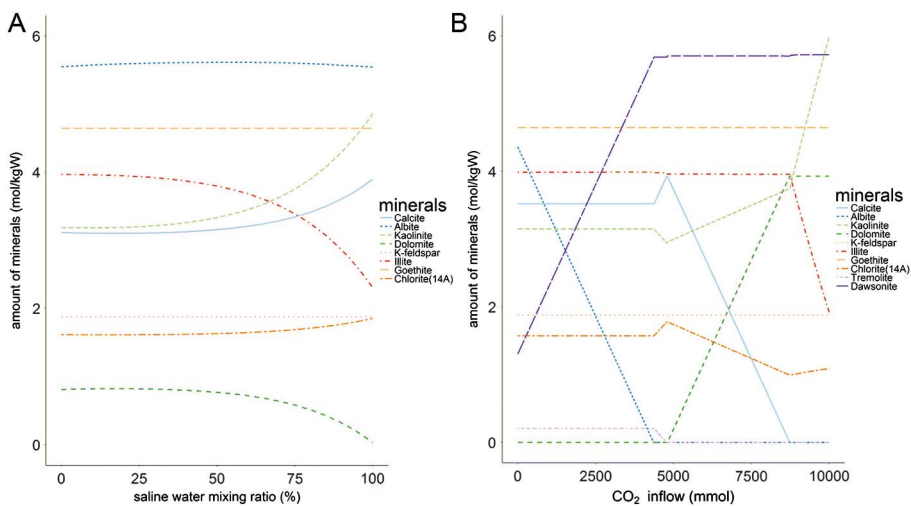 A
6
4
2
0
amount of minerals (mol/kgW)
0
25
50
75
100
saline water mixing ratio (%)
minerals
Calcite
Albite
Kaolinite
Dolomite
K-feldspar
Illite
Goethite
Chlorite(14A)
B
6
4
2
0
amount of minerals (mol/kgW)
0
2500
5000
7500
10000
CO₂ inflow (mmol)
minerals
Calcite
Albite
Kaolinite
Dolomite
K-feldspar
Illite
Goethite
Chlorite(14A)
Tremolite
Dawsonite